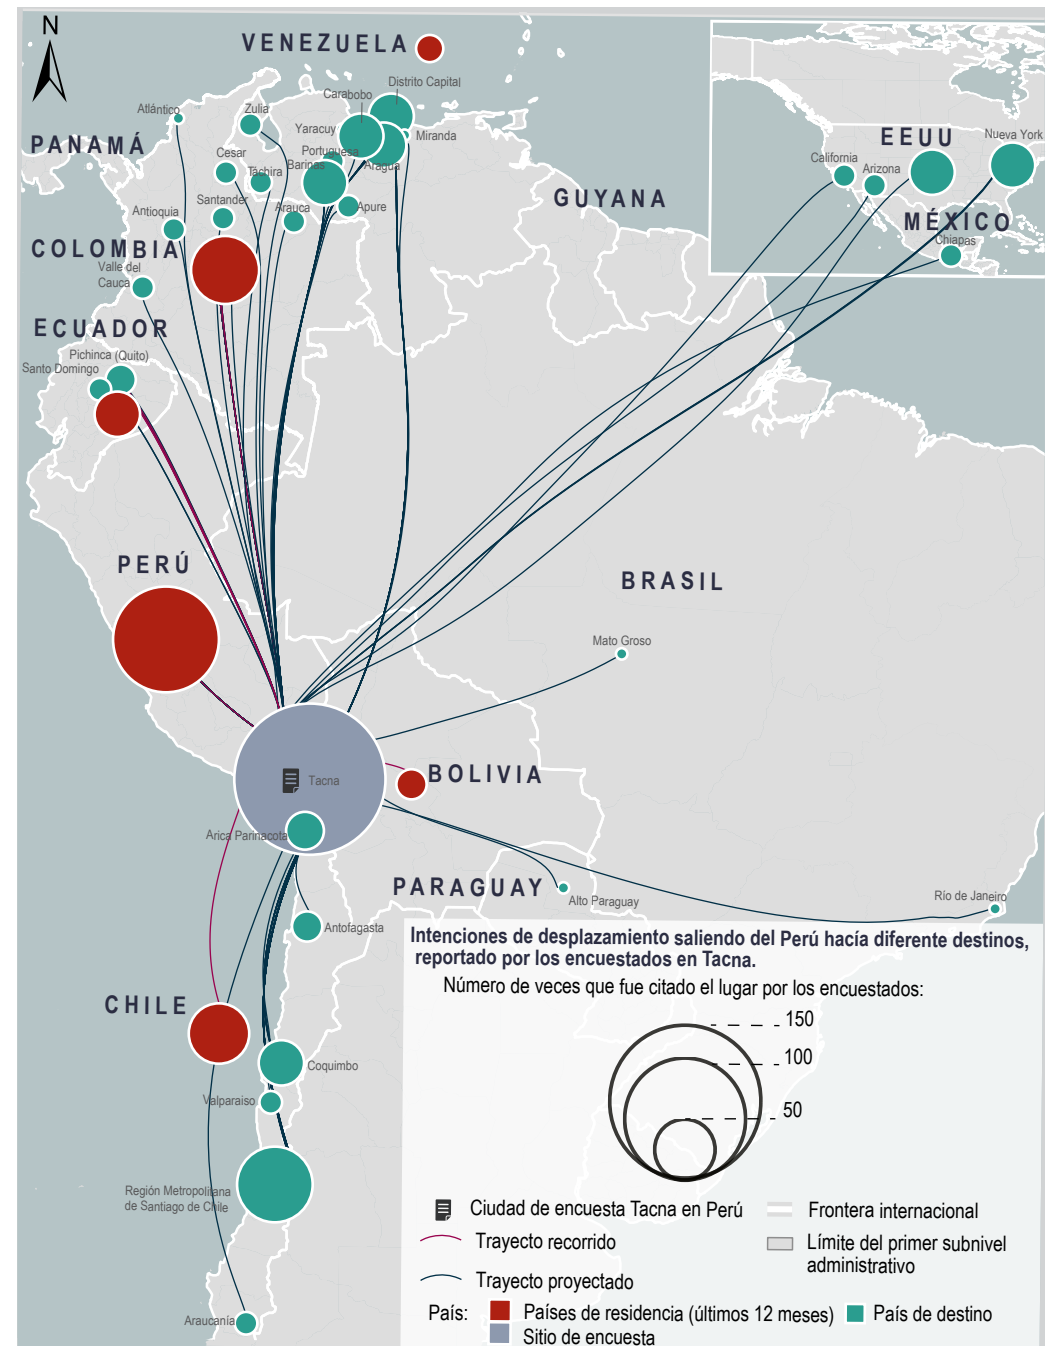 N
VENEZUELA
Distrito Capital
Carabobo
Atlántico
Zulia
Yaracuy
Miranda
PANAMÁ
Portuguesa
Cesar
Barinas
Aragua
Táchira
Santander
Arauca
Apure
Antioquia
COLOMBIA
Valle del
Cauca
GUYANA
EEUU
Nueva York
California
Arizona
MÉXICO
Chiapas
ECUADOR
Pichinca (Quito)
Santo Domingo
PERÚ
BRASIL
Mato Groso
Tacna
BOLIVIA
Arica Parinacota
PARAGUAY
Alto Paraguay
Río de Janeiro
Antofagasta
CHILE
Coquimbo
Valparaiso
Región Metropolitana
de Santiago de Chile
Araucanía
Intenciones de desplazamiento saliendo del Perú hacía diferente destinos,
reportado por los encuestados en Tacna.
Número de veces que fue citado el lugar por los encuestados:
150
100
50
Ciudad de encuesta Tacna en Perú
Frontera internacional
Trayecto recorrido
Límite del primer subnivel
administrativo
Trayecto proyectado
País:
Países de residencia (últimos 12 meses)
País de destino
Sitio de encuesta